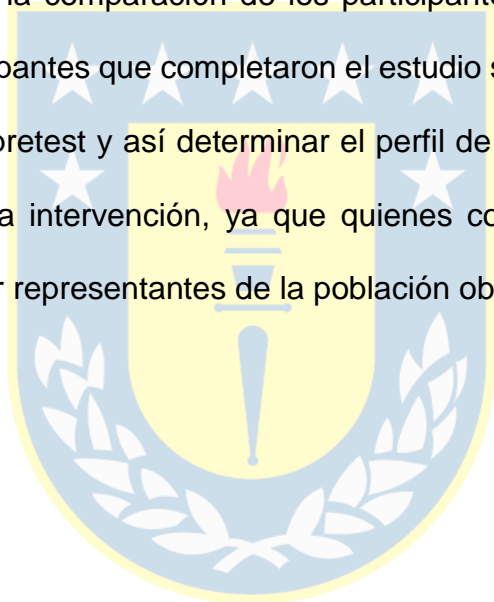 la comparación de los participante
pantes que completaron el estudio s
pretest y así determinar el perfil de
a intervención, ya que quienes co
r representantes de la población ob